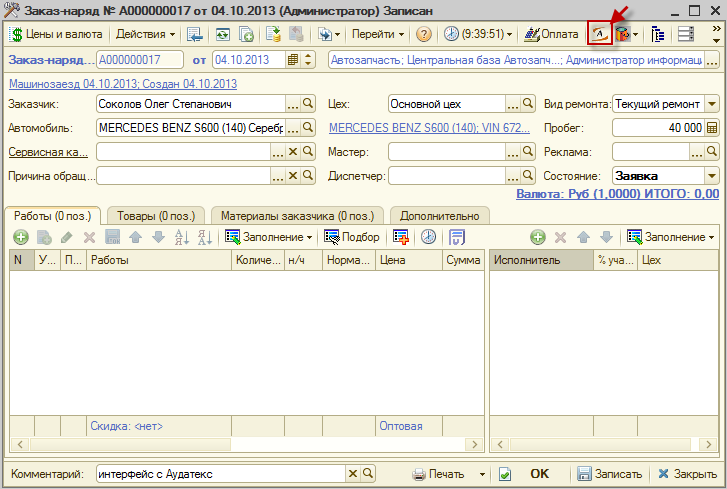 Заказ-наряд № А000000017 от 04.10.2013 (Администратор) Записан
Цены и валюта Действия Перейти (9:39:51) Оплата А
Заказ-наряд... А000000017 от 04.10.2013 Автозапчасть; Центральная база Автозапч...; Администратор информаци
Машинозаезд 04.10.2013; Создан 04.10.2013
Заказчик: Соколов Олег Степанович Цех: Основной цех Вид ремонта: Текущий ремонт
Автомобиль: MERCEDES BENZ S600 (140) Серебр MERCEDES BENZ S600 (140); VIN 672... Пробег: 40 000
Сервисная ка... Мастер: Реклама:
Причина обращ... Диспетчер: Состояние: Заявка
Валюта: Руб (1,0000) ИТОГО: 0,00
Работы (0 поз.) Товары (0 поз.) Материалы заказчика (0 поз.) Дополнительно
Заполнение Подбор Заполнение
N У... П... Работы Количе... н/ч Норма... Цена Сумма Исполнитель % уча... Цех
Скидка: <нет> Оптовая
Комментарий: интерфейс с Аудатекс Печать OK Записать Закрыть